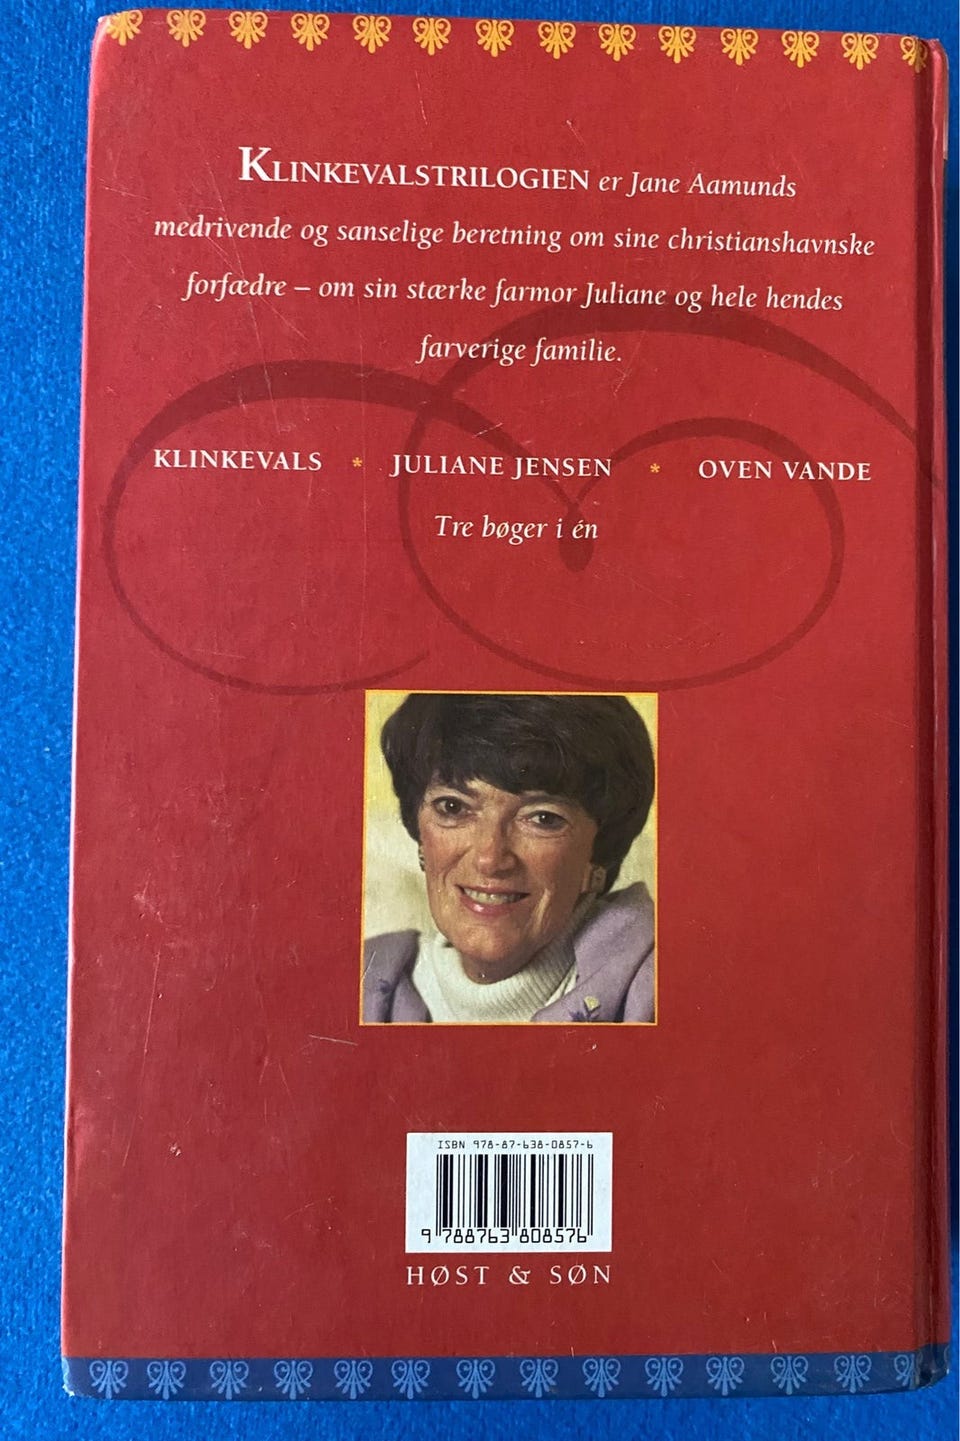 KLINKEVALSTRILOGIEN er Jane Aamunds
medrivende og sanselige beretning om sine christianshavnske
forfædre – om sin stærke farmor Juliane og hele hendes
farverige familie.
KLINKEVALS * JULIANE JENSEN * OVEN VANDE
Tre bøger i én
ISBN 978-87-638-0857-6
9 788763 808576
HØST & SØN